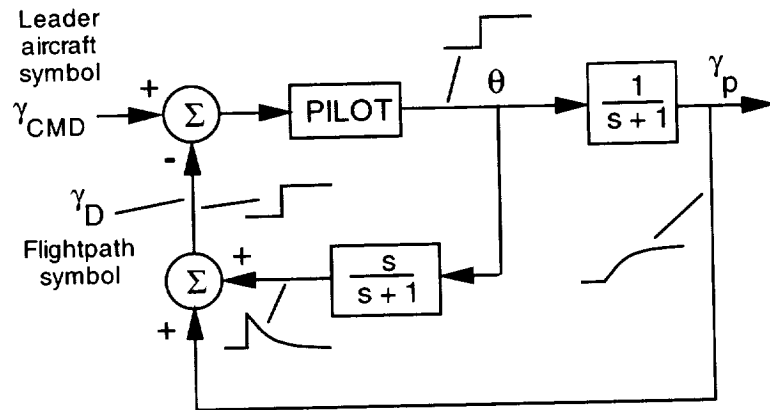 Leader
aircraft
symbol
γCMD
+
Σ
-
PILOT
θ
1
s + 1
γp
γD
Flightpath
symbol
+
Σ
+
s
s + 1